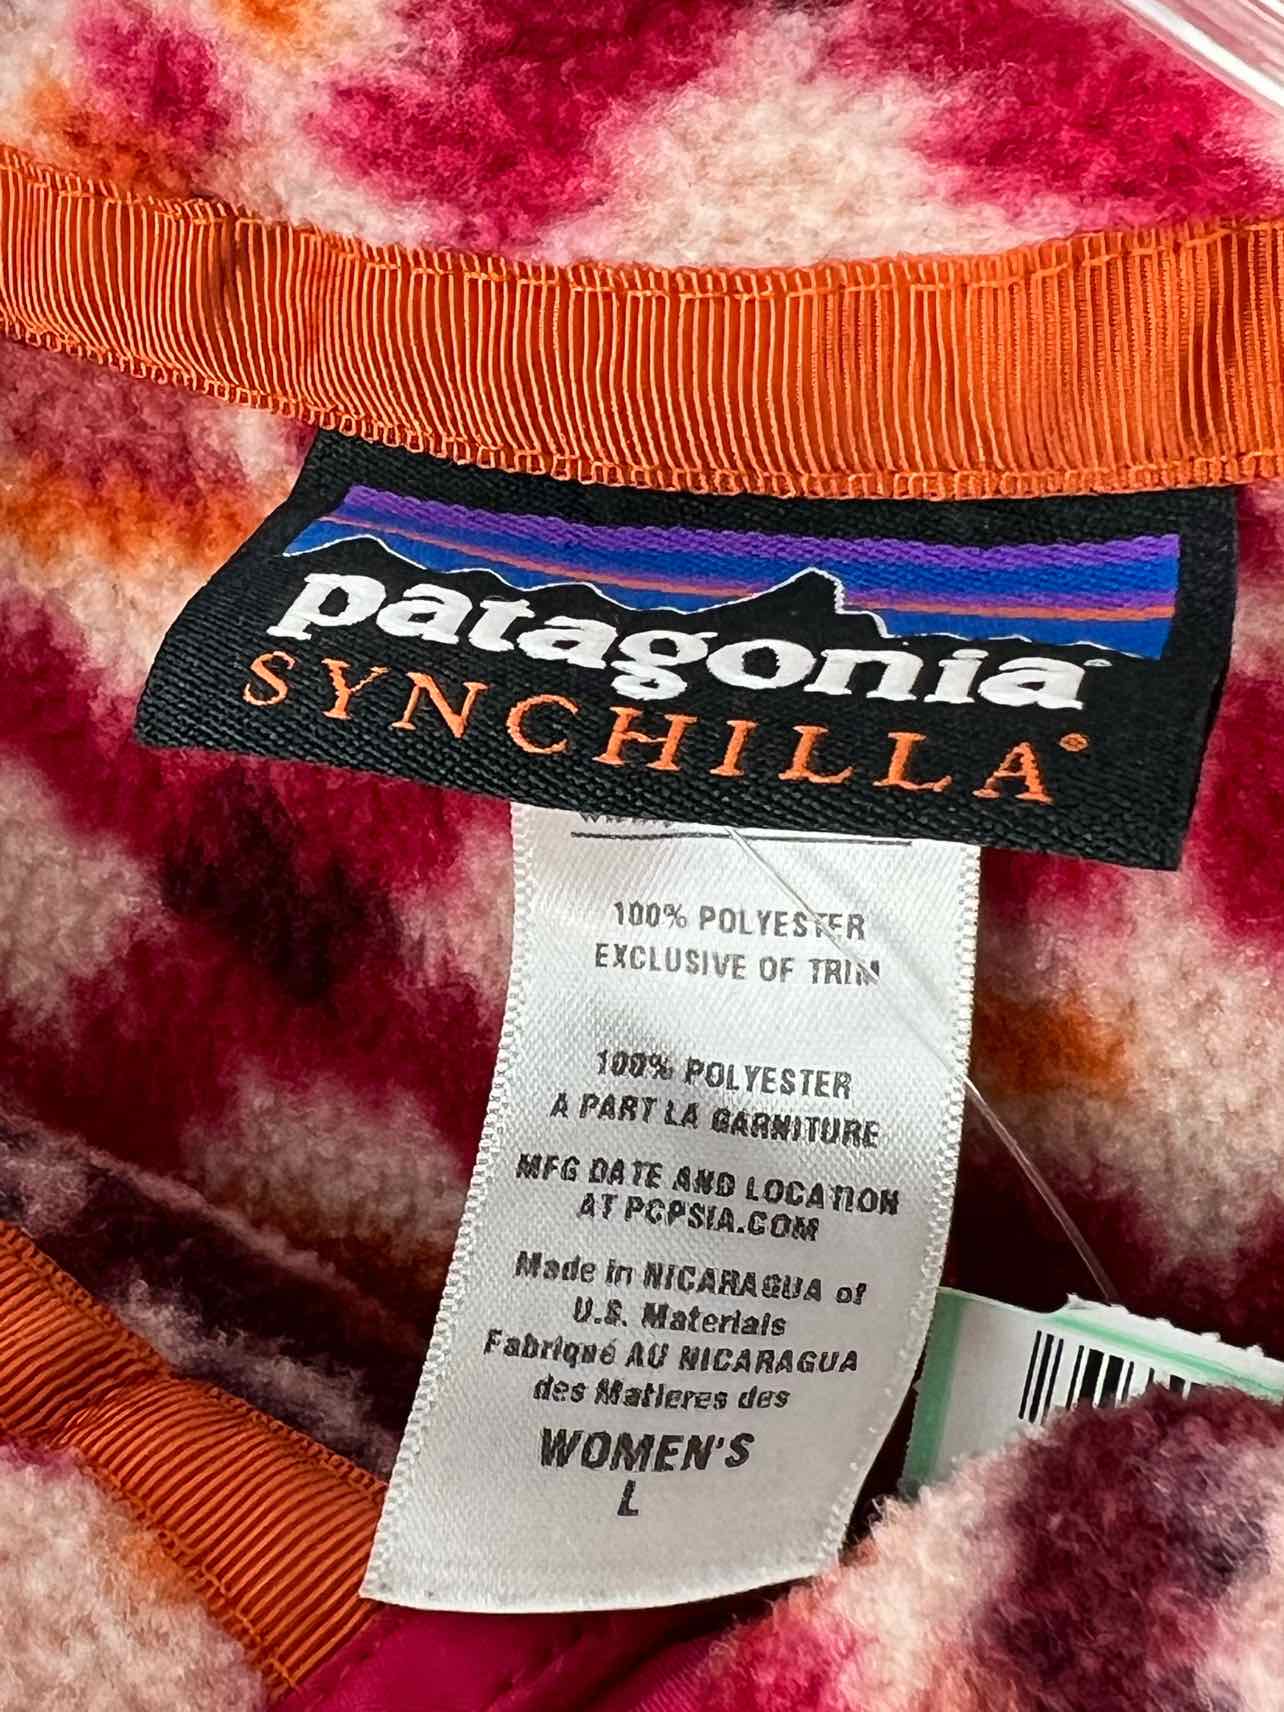 patagonia®
SYNCHILLA®
100% POLYESTER
EXCLUSIVE OF TRIM
100% POLYESTER
A PART LA GARNITURE
MFG DATE AND LOCATION
AT PCPSIA.COM
Made in NICARAGUA of
U.S. Materials
Fabriqué AU NICARAGUA
des Matieres des
WOMEN'S
L